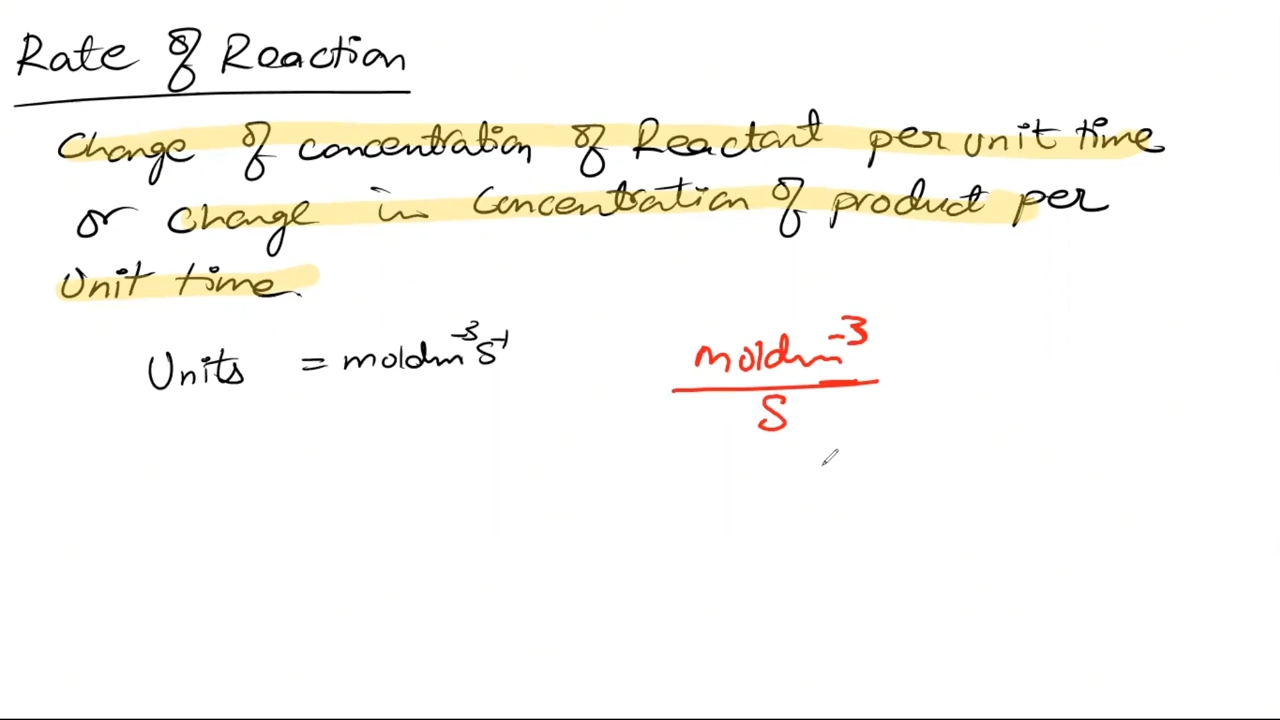 Rate of Reaction
Change of concentration of Reactant per unit time
or change in concentration of product per
unit time
Units = moldm⁻³s⁻¹
moldm⁻³
S